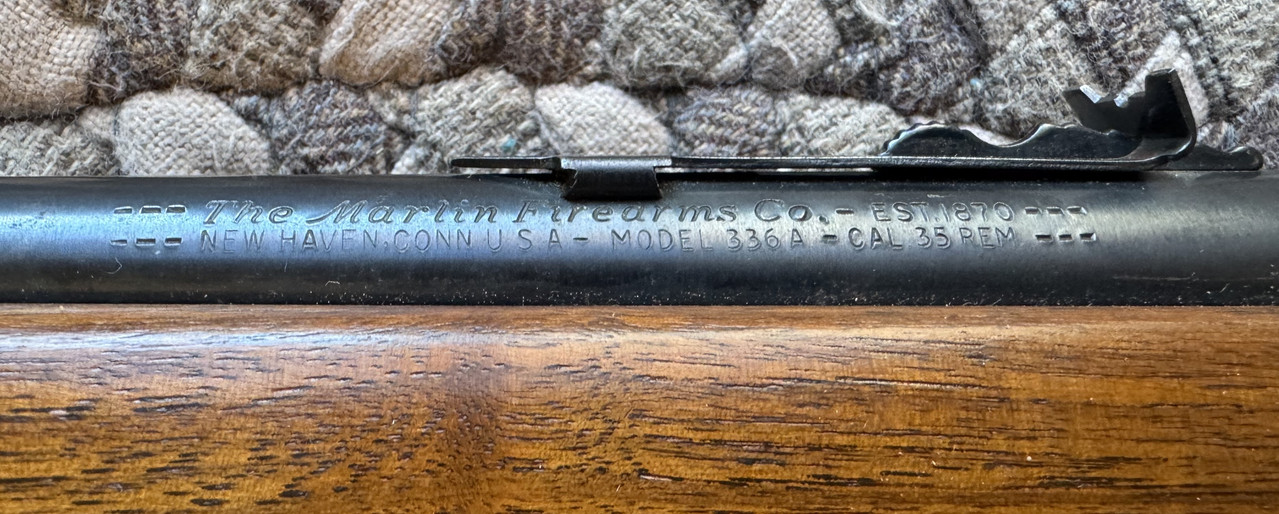 --- The Marlin Firearms Co.- EST.1870 ---
--- NEW HAVEN, CONN U S A - MODEL 336 A - CAL 35 REM ---